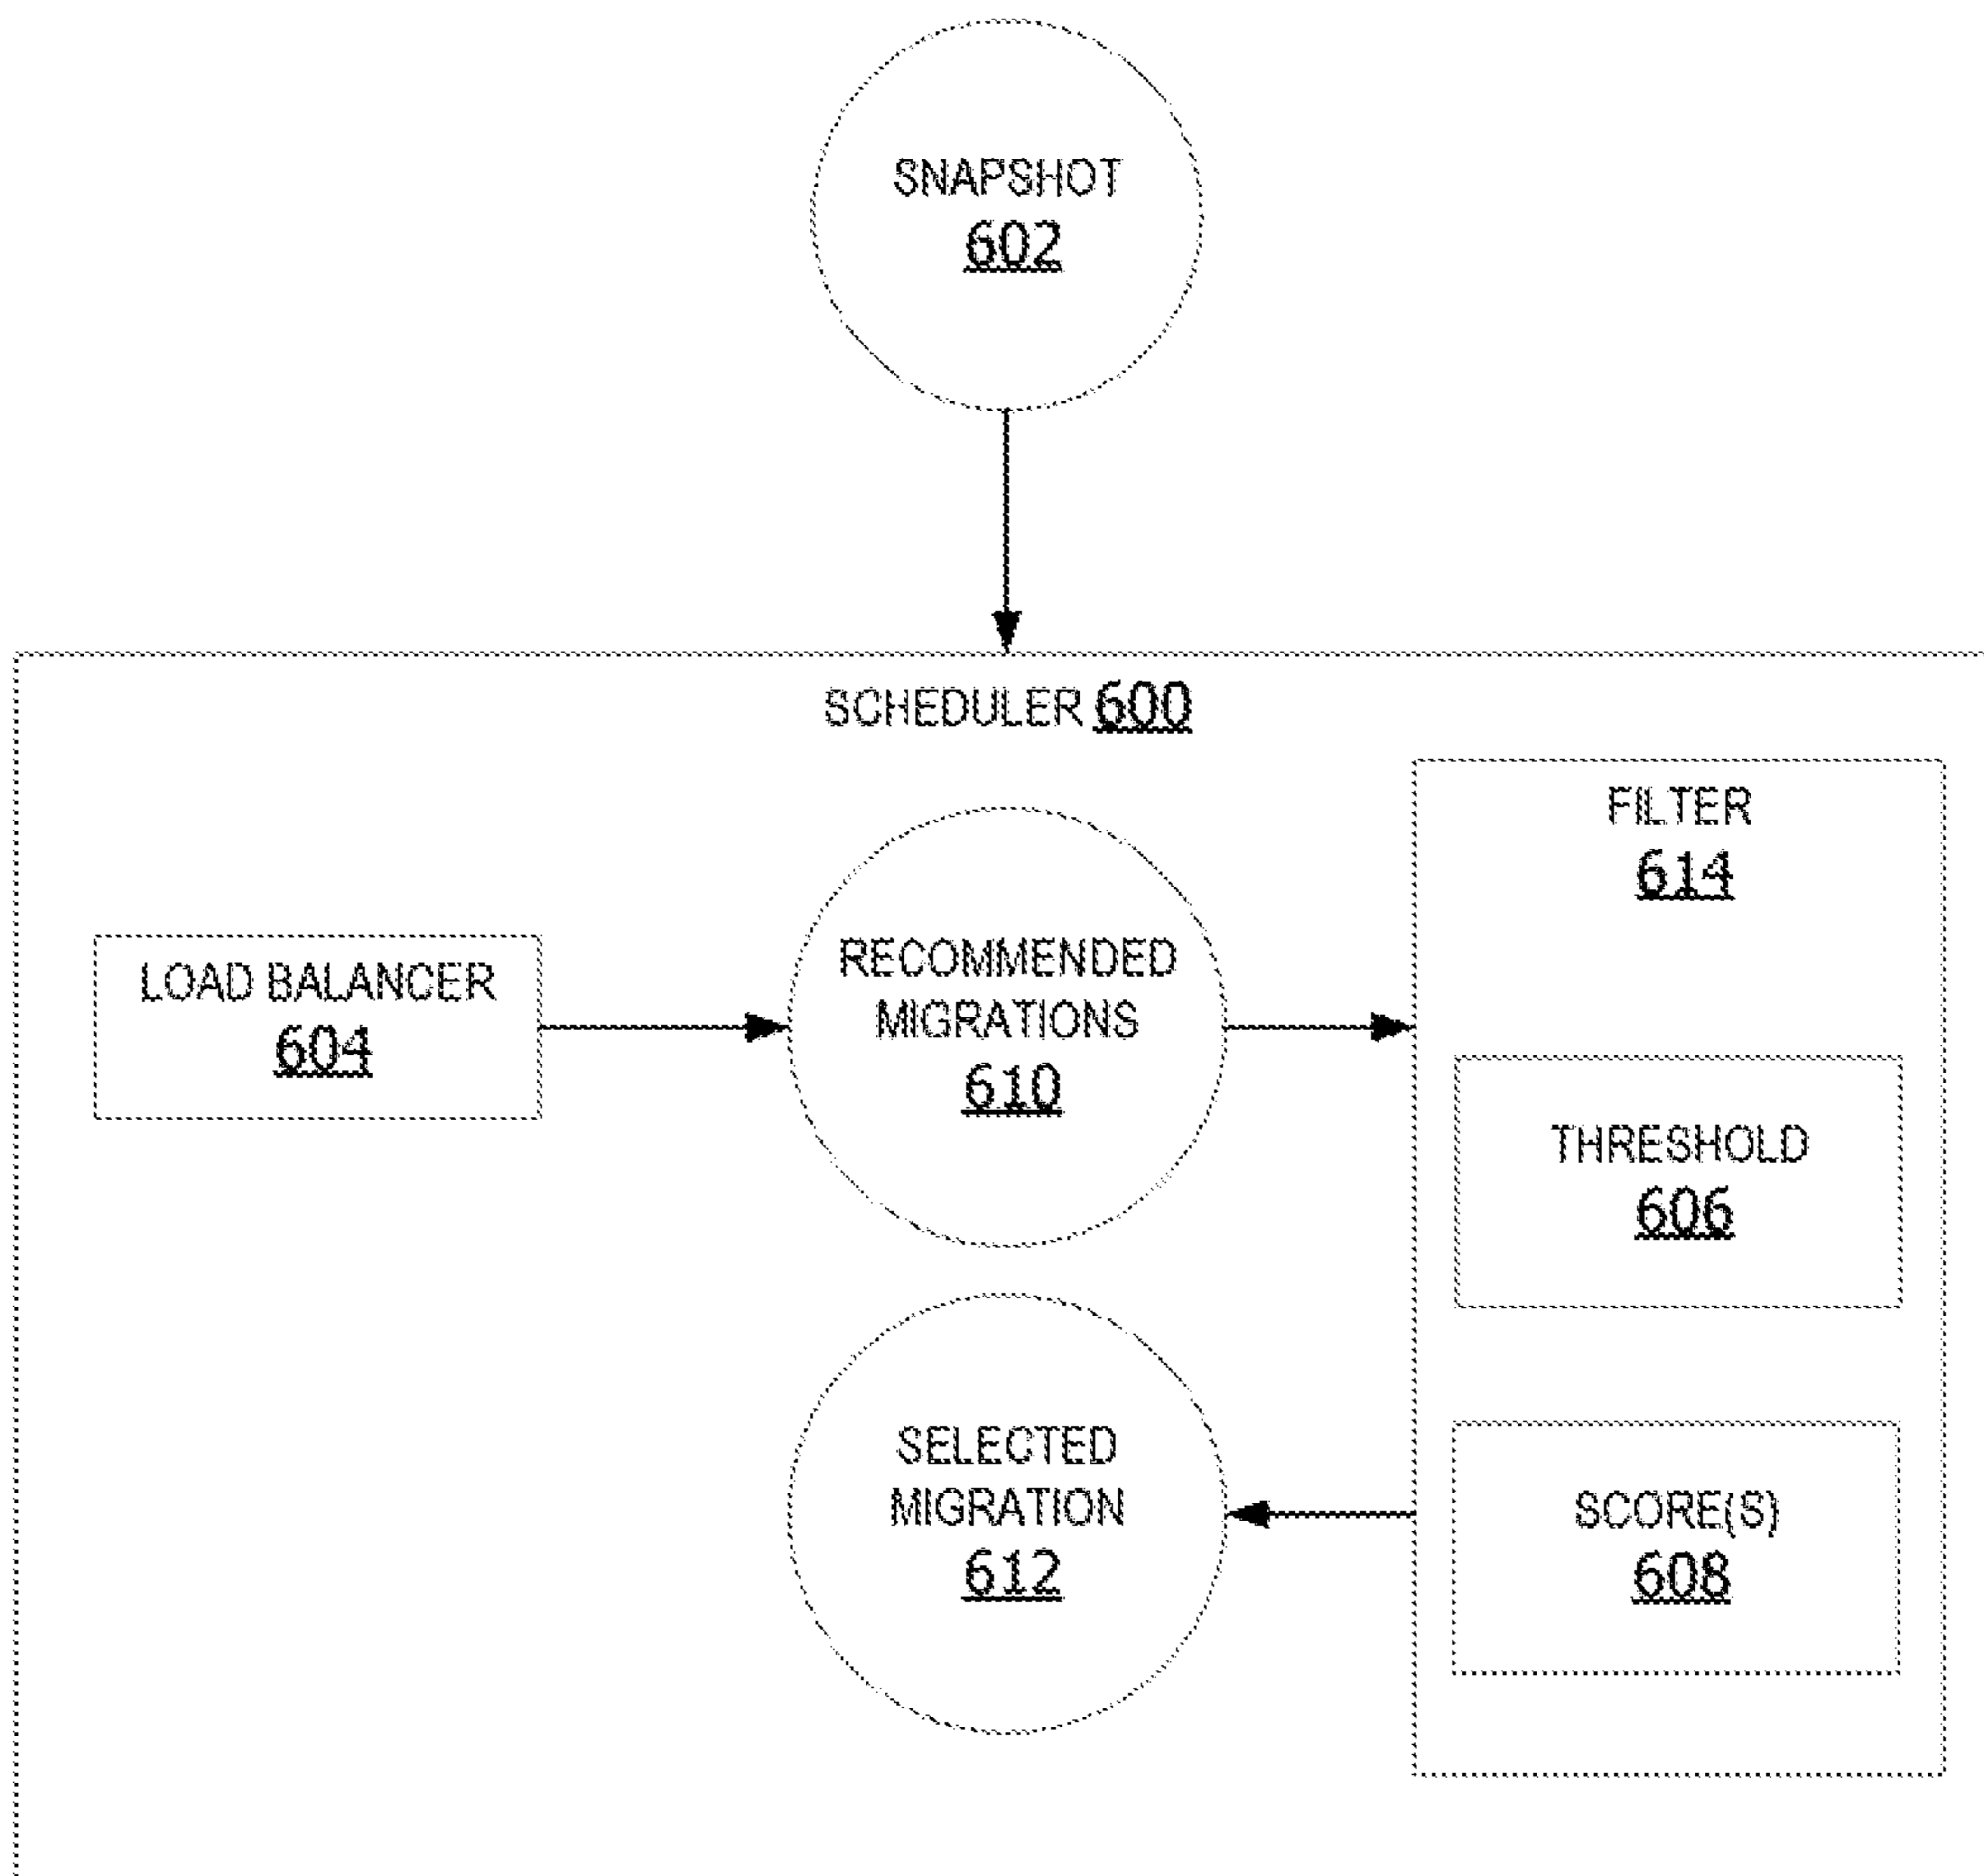 SNAPSHOT
602
SCHEDULER 600
FILTER
614
RECOMMENDED
MIGRATIONS
610
LOAD BALANCER
604
THRESHOLD
606
SELECTED
MIGRATION
612
SCORE(S)
608